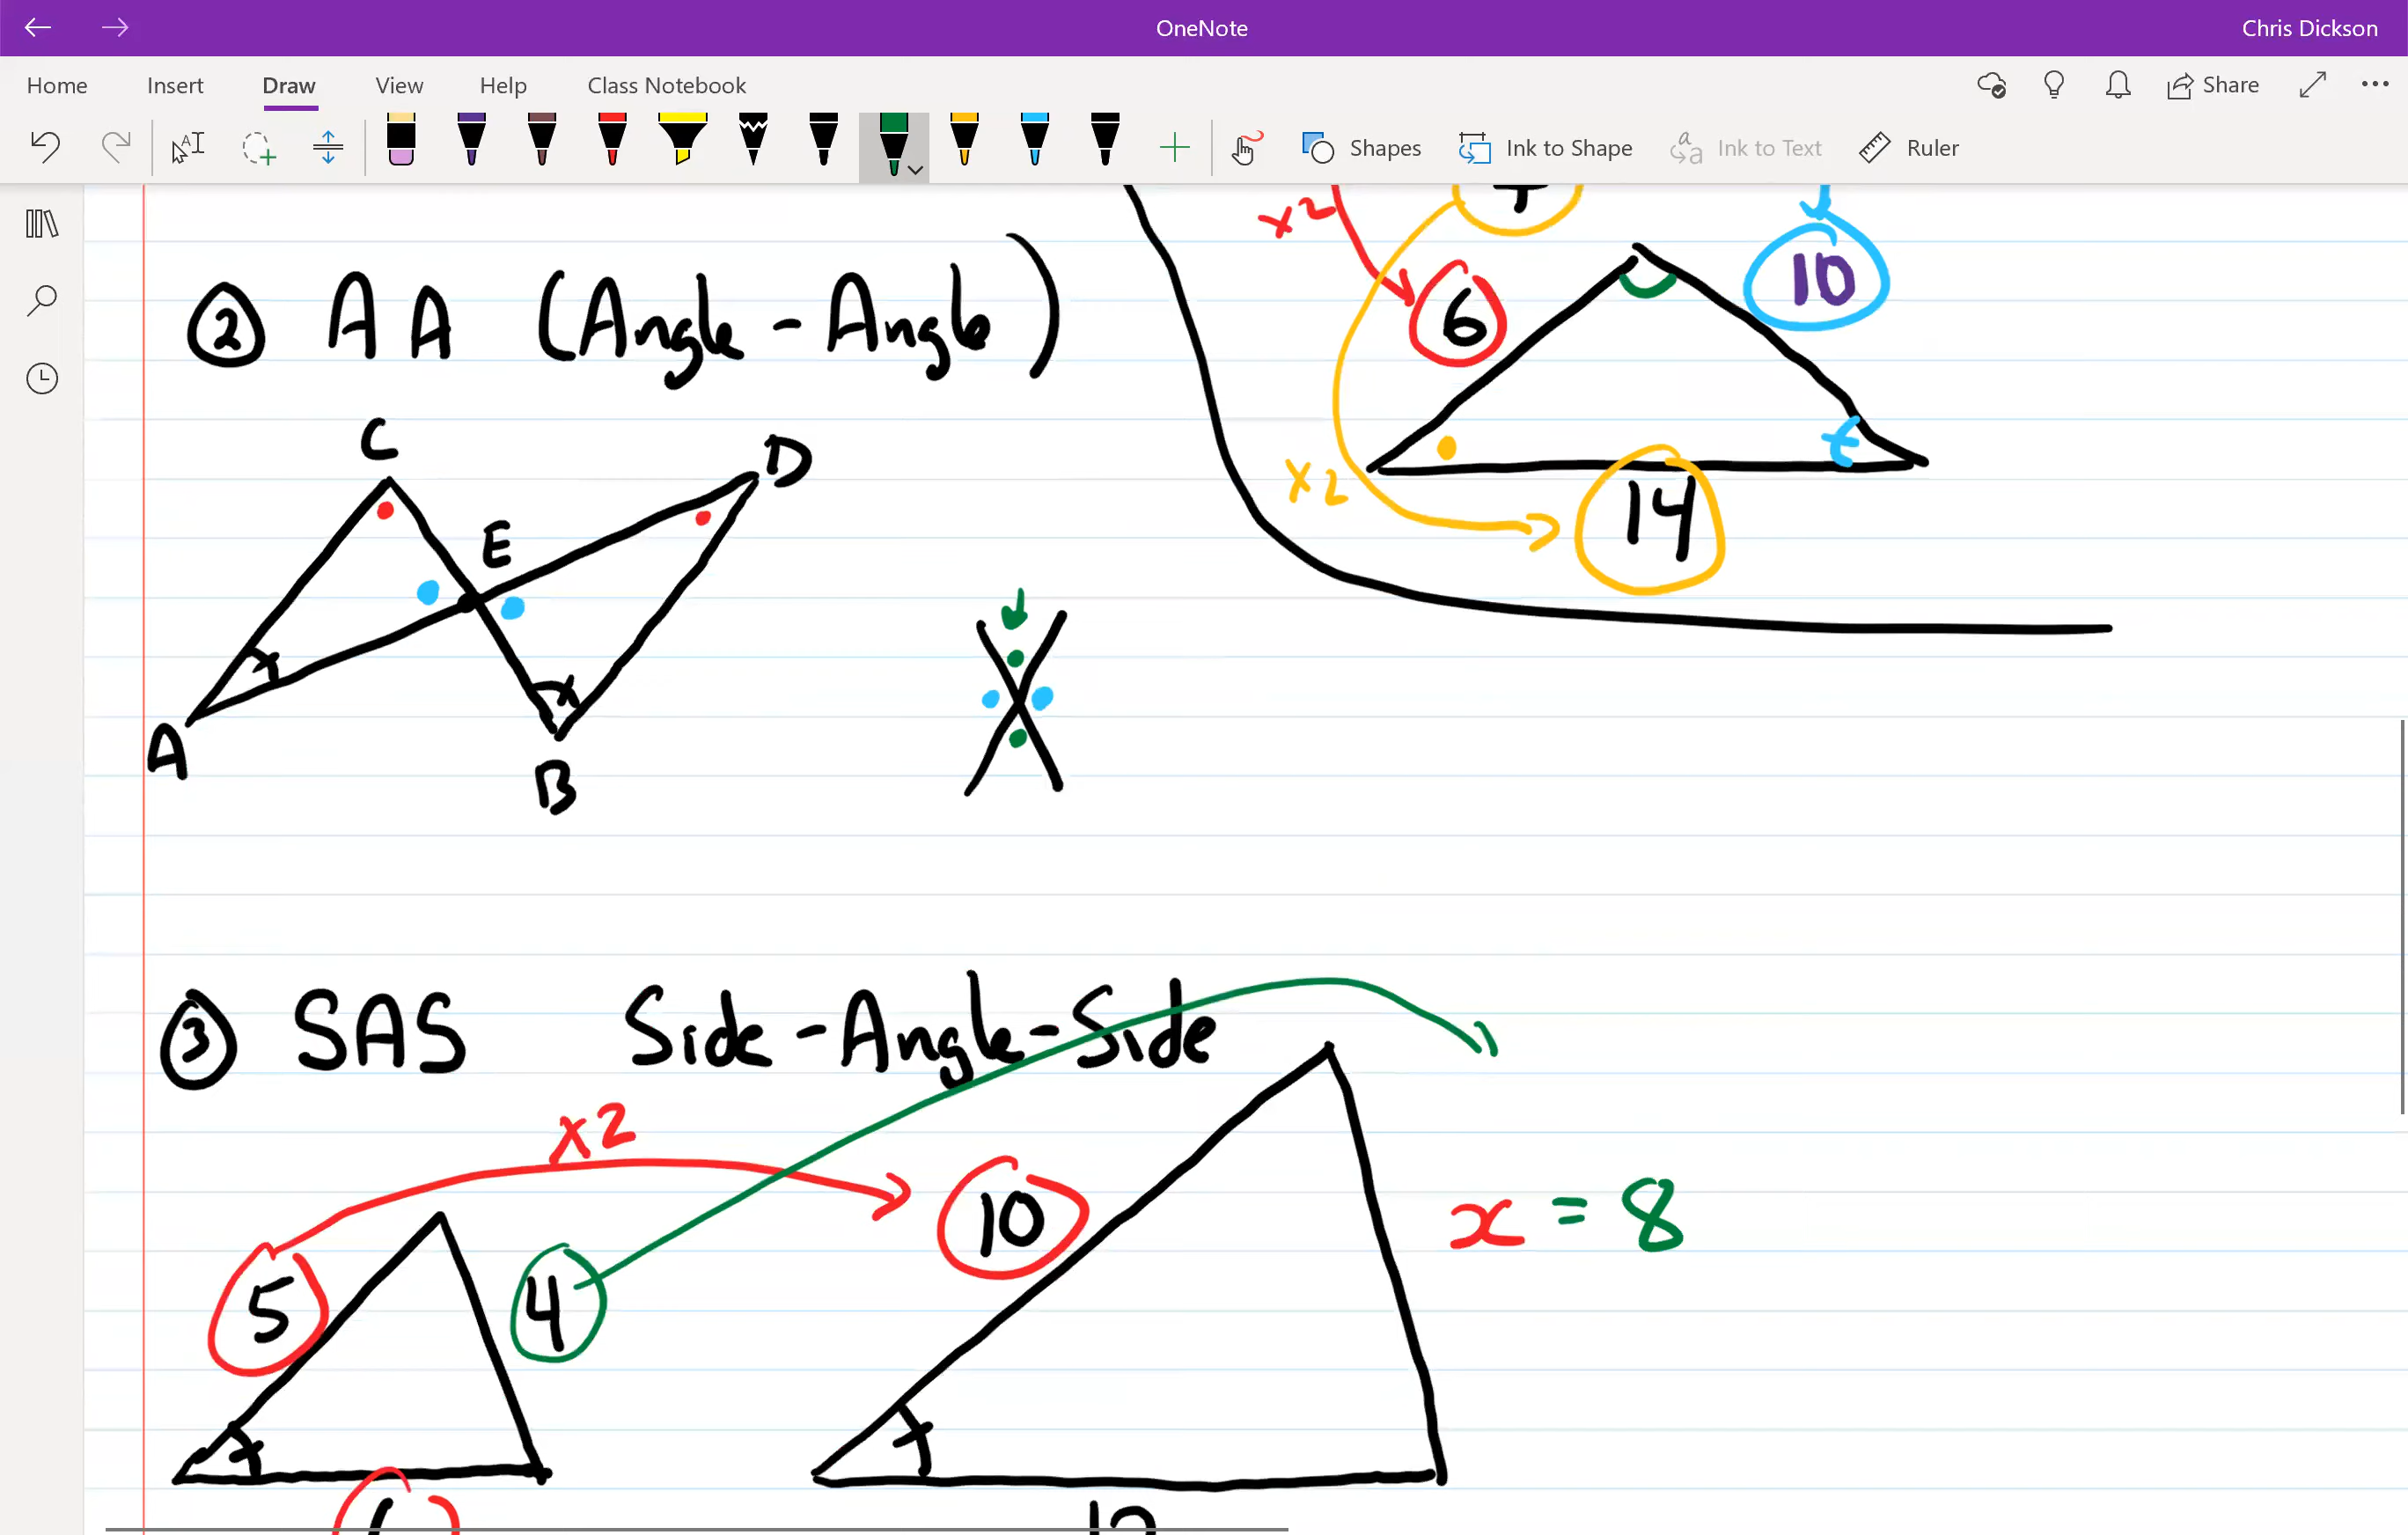 OneNote
Chris Dickson
Home Insert Draw View Help Class Notebook Share
Shapes Ink to Shape Ink to Text Ruler
x2
10
② AA (Angle-Angle)
6
C
D
E
x2
14
x
x
A
B
③ SAS Side-Angle-Side
x2
10
x = 8
5
4
x
x